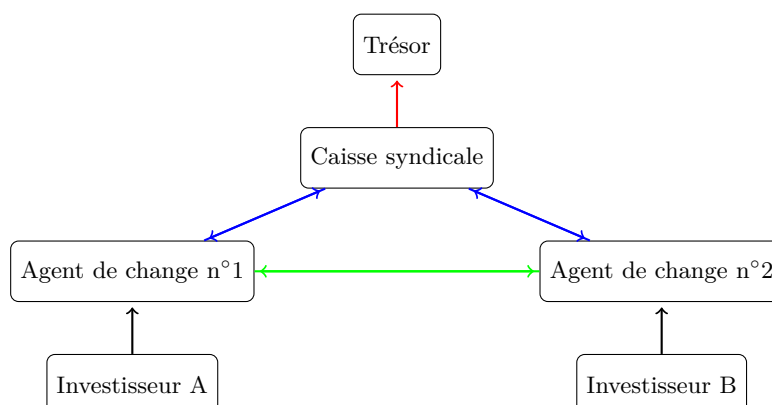 Trésor
Caisse syndicale
Agent de change n°1
Agent de change n°2
Investisseur A
Investisseur B